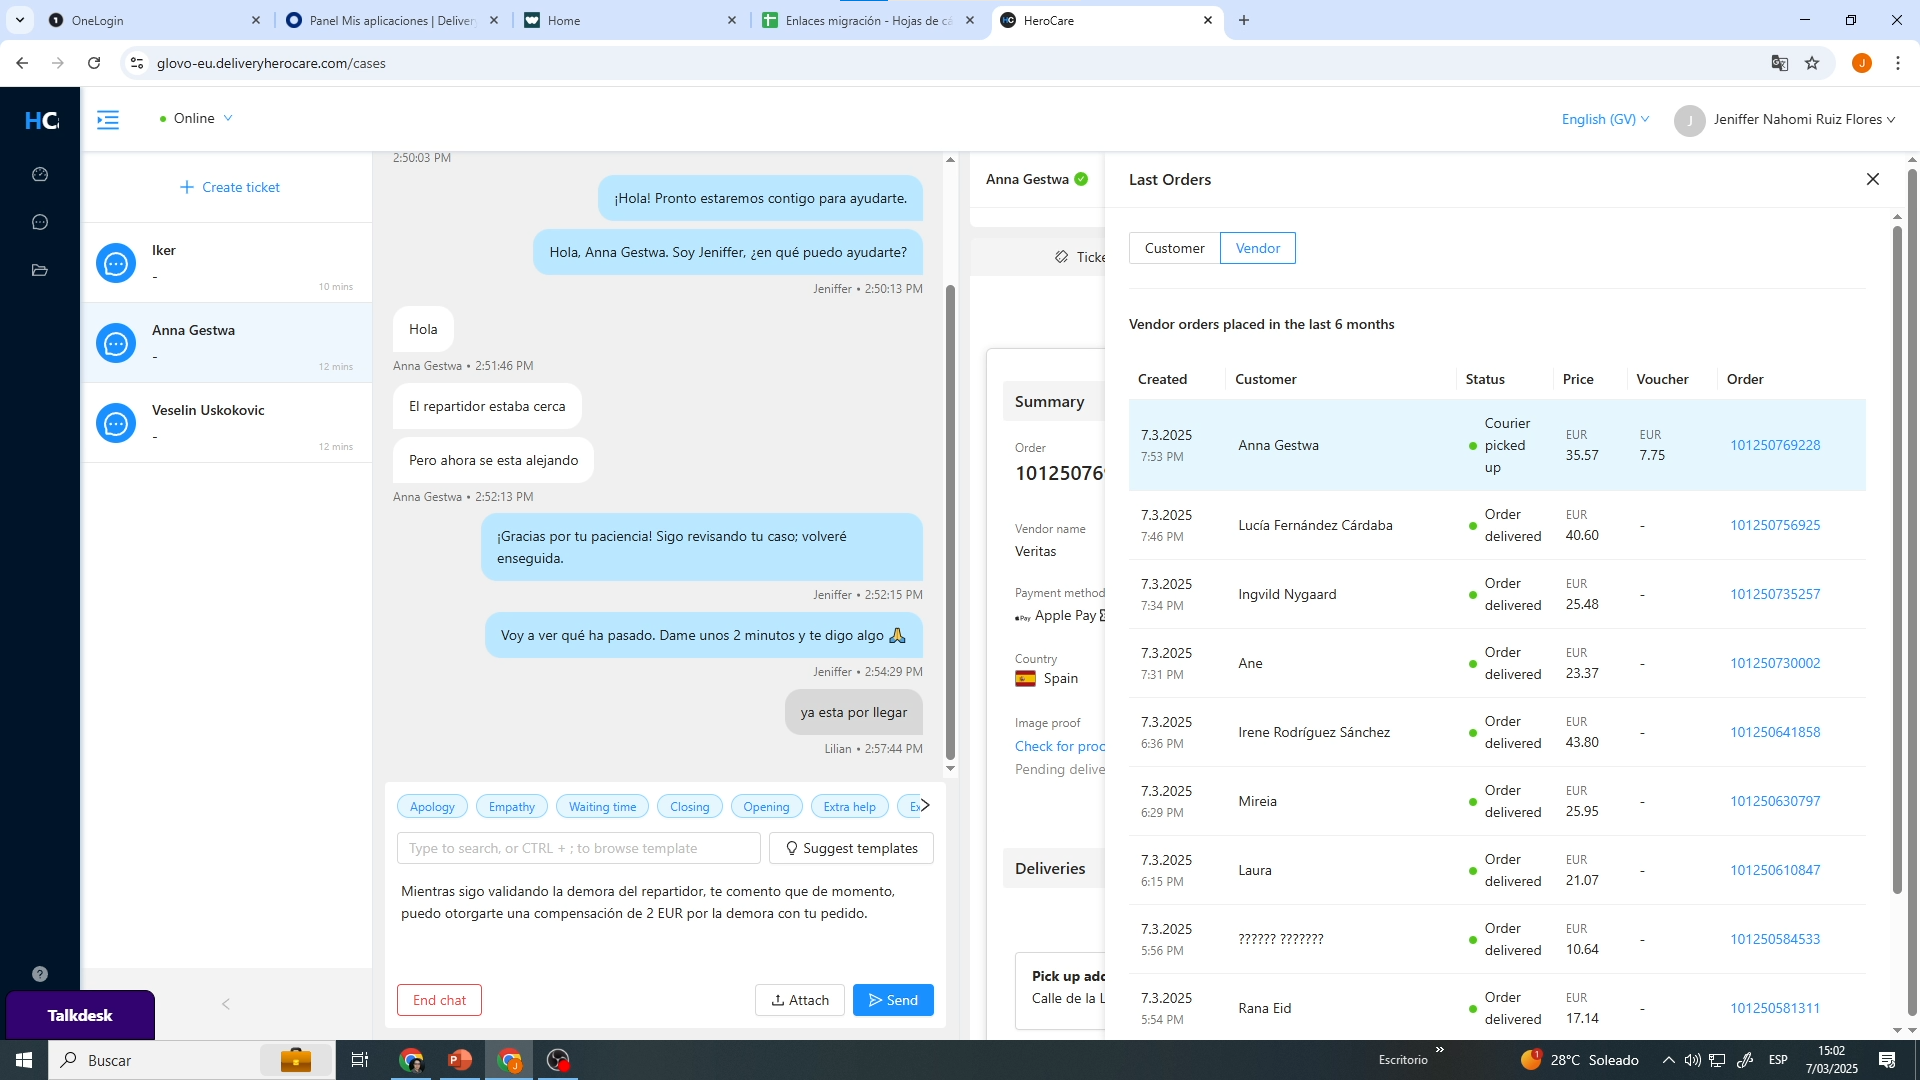 OneLogin
Panel Mis aplicaciones | Deliver
Home
Enlaces migración - Hojas de cá
HeroCare
glovo-eu.deliveryherocare.com/cases
J
HC
Online
English (GV)
J
Jeniffer Nahomi Ruiz Flores
Create ticket
Iker
-
10 mins
Anna Gestwa
-
12 mins
Veselin Uskokovic
-
12 mins
2:50:03 PM
¡Hola! Pronto estaremos contigo para ayudarte.
Hola, Anna Gestwa. Soy Jeniffer, ¿en qué puedo ayudarte?
Jeniffer • 2:50:13 PM
Hola
Anna Gestwa • 2:51:46 PM
El repartidor estaba cerca
Pero ahora se esta alejando
Anna Gestwa • 2:52:13 PM
¡Gracias por tu paciencia! Sigo revisando tu caso; volveré
enseguida.
Jeniffer • 2:52:15 PM
Voy a ver qué ha pasado. Dame unos 2 minutos y te digo algo 🙏
Jeniffer • 2:54:29 PM
ya esta por llegar
Lilian • 2:57:44 PM
Apology
Empathy
Waiting time
Closing
Opening
Extra help
Ex
Type to search, or CTRL + ; to browse template
Suggest templates
Mientras sigo validando la demora del repartidor, te comento que de momento,
puedo otorgarte una compensación de 2 EUR por la demora con tu pedido.
End chat
Attach
Send
Talkdesk
Anna Gestwa
Ticke
Summary
Order
10125076
Vendor name
Veritas
Payment method
Apple Pay
Country
Spain
Image proof
Check for proo
Pending delive
Deliveries
Pick up add
Calle de la L
Last Orders
Customer
Vendor
Vendor orders placed in the last 6 months
Created Customer Status Price Voucher Order
7.3.2025
7:53 PM
Anna Gestwa
Courier
picked
up
EUR
35.57
EUR
7.75
101250769228
7.3.2025
7:46 PM
Lucía Fernández Cárdaba
Order
delivered
EUR
40.60
-
101250756925
7.3.2025
7:34 PM
Ingvild Nygaard
Order
delivered
EUR
25.48
-
101250735257
7.3.2025
7:31 PM
Ane
Order
delivered
EUR
23.37
-
101250730002
7.3.2025
6:36 PM
Irene Rodríguez Sánchez
Order
delivered
EUR
43.80
-
101250641858
7.3.2025
6:29 PM
Mireia
Order
delivered
EUR
25.95
-
101250630797
7.3.2025
6:15 PM
Laura
Order
delivered
EUR
21.07
-
101250610847
7.3.2025
5:56 PM
?????? ???????
Order
delivered
EUR
10.64
-
101250584533
7.3.2025
5:54 PM
Rana Eid
Order
delivered
EUR
17.14
-
101250581311
Buscar
Escritorio
28°C Soleado
ESP
15:02
7/03/2025